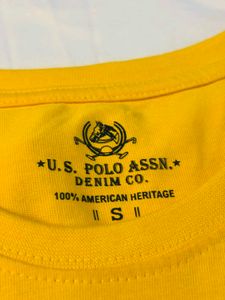 ★ U.S. POLO ASSN. ★
DENIM CO.
100% AMERICAN HERITAGE
|| S ||